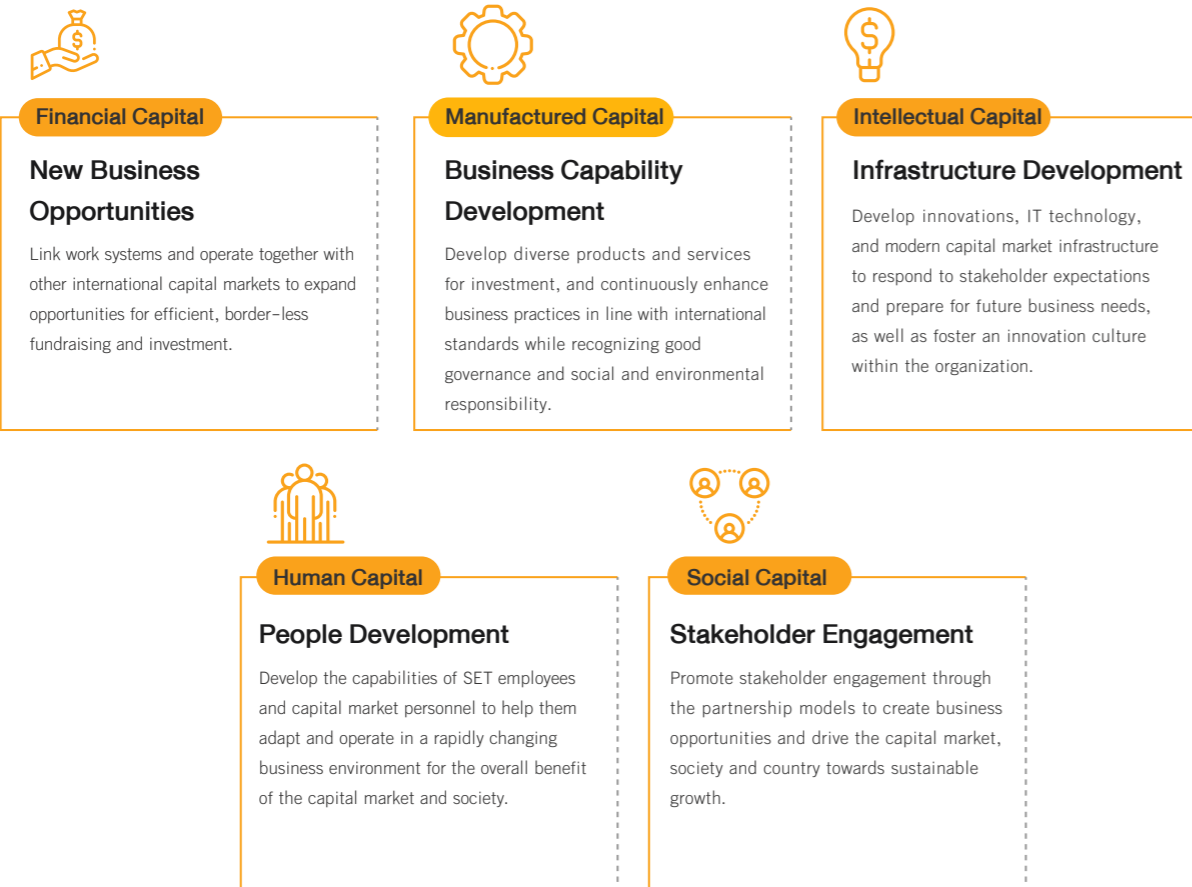 Financial Capital
New Business
Opportunities
Link work systems and operate together with
other international capital markets to expand
opportunities for efficient, border-less
fundraising and investment.
Manufactured Capital
Business Capability
Development
Develop diverse products and services
for investment, and continuously enhance
business practices in line with international
standards while recognizing good
governance and social and environmental
responsibility.
Intellectual Capital
Infrastructure Development
Develop innovations, IT technology,
and modern capital market infrastructure
to respond to stakeholder expectations
and prepare for future business needs,
as well as foster an innovation culture
within the organization.
Human Capital
People Development
Develop the capabilities of SET employees
and capital market personnel to help them
adapt and operate in a rapidly changing
business environment for the overall benefit
of the capital market and society.
Social Capital
Stakeholder Engagement
Promote stakeholder engagement through
the partnership models to create business
opportunities and drive the capital market,
society and country towards sustainable
growth.